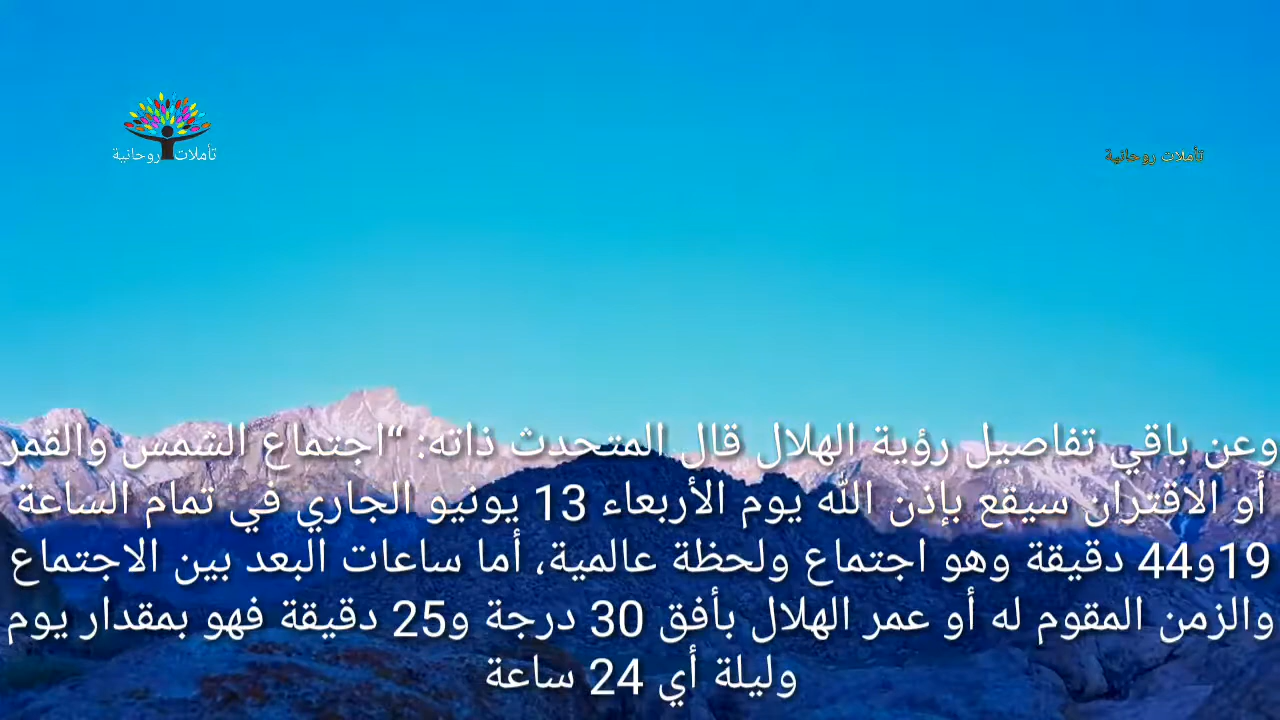 تأملات روحانية
تأملات روحانية
وعن باقي تفاصيل رؤية الهلال قال المتحدث ذاته: “اجتماع الشمس والقمر
أو الاقتران سيقع بإذن الله يوم الأربعاء 13 يونيو الجاري في تمام الساعة
19و44 دقيقة وهو اجتماع ولحظة عالمية، أما ساعات البعد بين الاجتماع
والزمن المقوم له أو عمر الهلال بأفق 30 درجة و25 دقيقة فهو بمقدار يوم
وليلة أي 24 ساعة